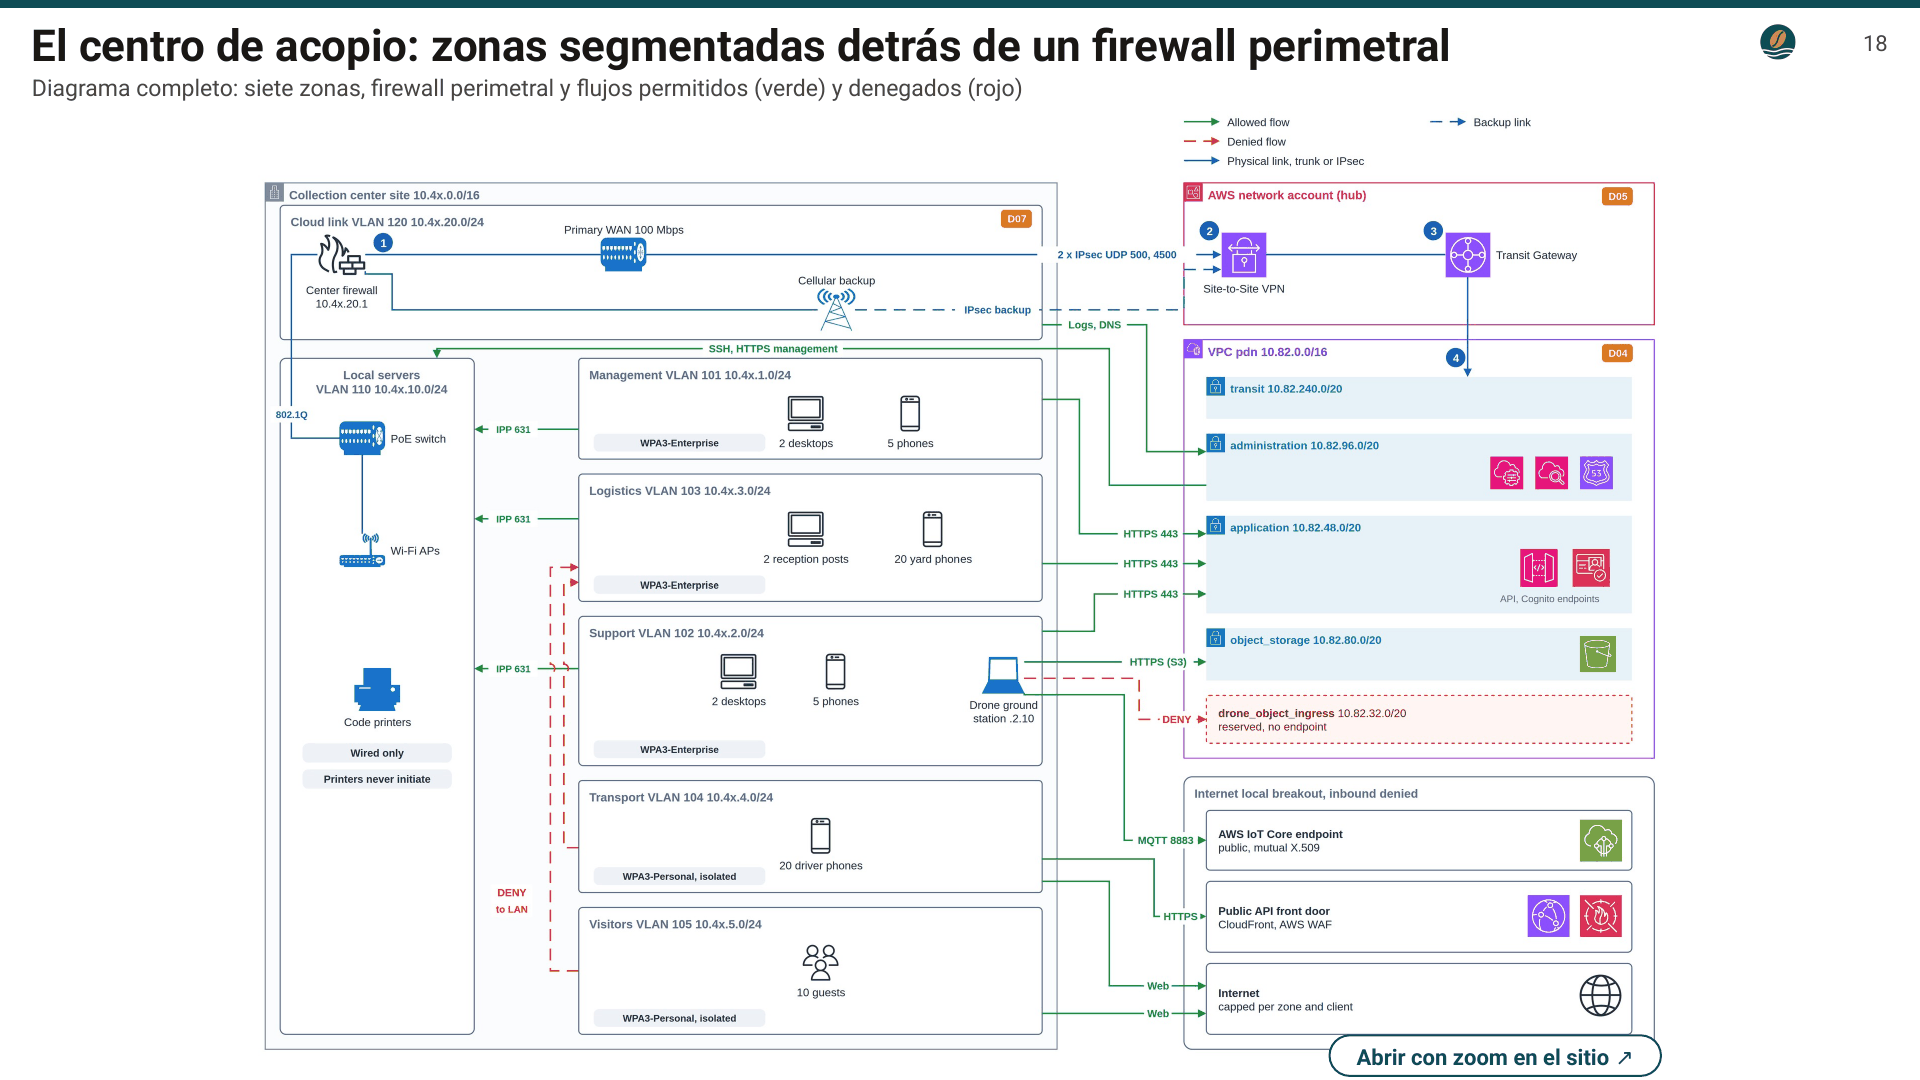 El centro de acopio: zonas segmentadas detrás de un firewall perimetral
18
Diagrama completo: siete zonas, firewall perimetral y flujos permitidos (verde) y denegados (rojo)
Allowed flow
Backup link
Denied flow
Physical link, trunk or IPsec
Collection center site 10.4x.0.0/16
Cloud link VLAN 120 10.4x.20.0/24
D07
1
Primary WAN 100 Mbps
Center firewall
10.4x.20.1
Cellular backup
2 x IPsec UDP 500, 4500
IPsec backup
Logs, DNS
SSH, HTTPS management
AWS network account (hub)
D05
2
3
Site-to-Site VPN
Transit Gateway
Local servers
VLAN 110 10.4x.10.0/24
802.1Q
PoE switch
Wi-Fi APs
Code printers
Wired only
Printers never initiate
IPP 631
IPP 631
IPP 631
DENY
to LAN
Management VLAN 101 10.4x.1.0/24
WPA3-Enterprise
2 desktops
5 phones
Logistics VLAN 103 10.4x.3.0/24
2 reception posts
20 yard phones
WPA3-Enterprise
Support VLAN 102 10.4x.2.0/24
2 desktops
5 phones
Drone ground
station .2.10
WPA3-Enterprise
Transport VLAN 104 10.4x.4.0/24
20 driver phones
WPA3-Personal, isolated
Visitors VLAN 105 10.4x.5.0/24
10 guests
WPA3-Personal, isolated
HTTPS 443
HTTPS 443
HTTPS 443
HTTPS (S3)
DENY
MQTT 8883
HTTPS
Web
Web
VPC pdn 10.82.0.0/16
D04
4
transit 10.82.240.0/20
administration 10.82.96.0/20
53
application 10.82.48.0/20
API, Cognito endpoints
object_storage 10.82.80.0/20
drone_object_ingress 10.82.32.0/20
reserved, no endpoint
Internet local breakout, inbound denied
AWS IoT Core endpoint
public, mutual X.509
Public API front door
CloudFront, AWS WAF
Internet
capped per zone and client
Abrir con zoom en el sitio ↗